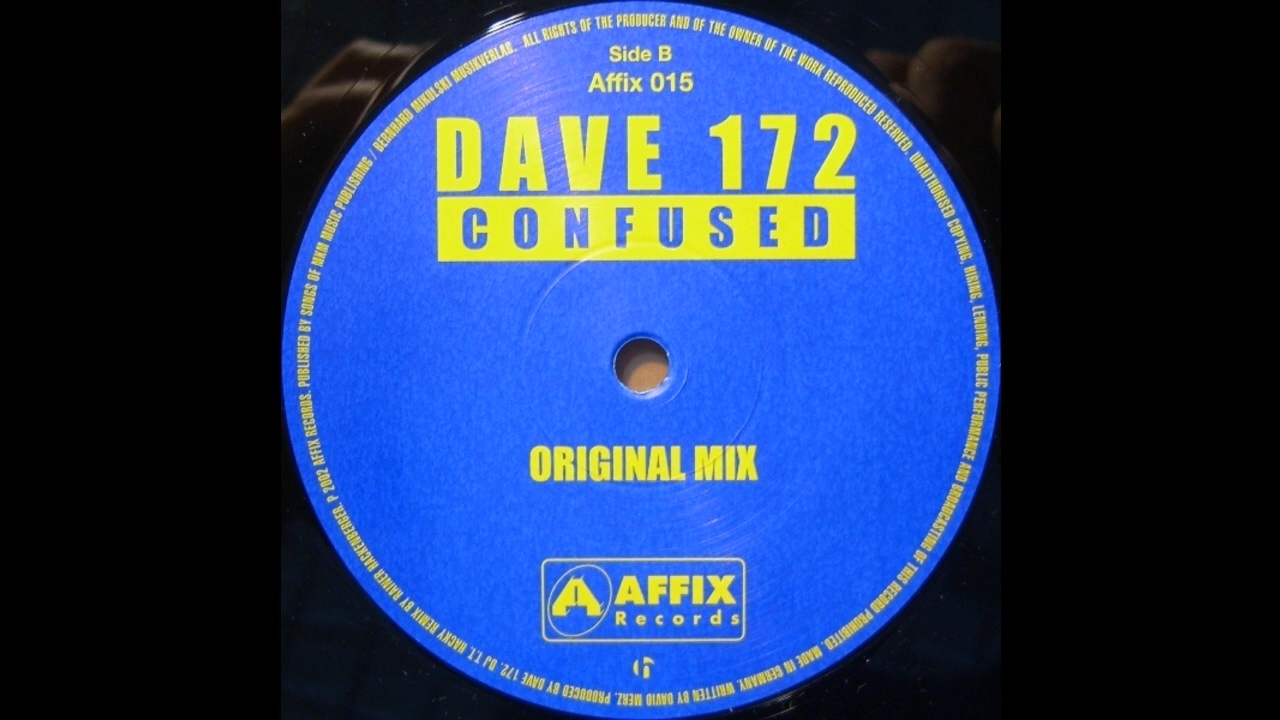 Side B
Affix 015
DAVE 172
CONFUSED
ORIGINAL MIX
AFFIX
Records
WRITTEN BY DAVID MERZ. PRODUCED BY DAVE 172. DJ T.T. HACKY REMIX BY RAINER HACKENBERGER. P 2002 AFFIX RECORDS. PUBLISHED BY SONGS OF MKM MUSIC PUBLISHING / BERNHARD MIKULSKI MUSIKVERLAG. ALL RIGHTS OF THE PRODUCER AND OF THE OWNER OF THE WORK REPRODUCED RESERVED. UNAUTHORISED COPYING, HIRING, LENDING, PUBLIC PERFORMANCE AND BROADCASTING OF THIS RECORD PROHIBITED. MADE IN GERMANY.